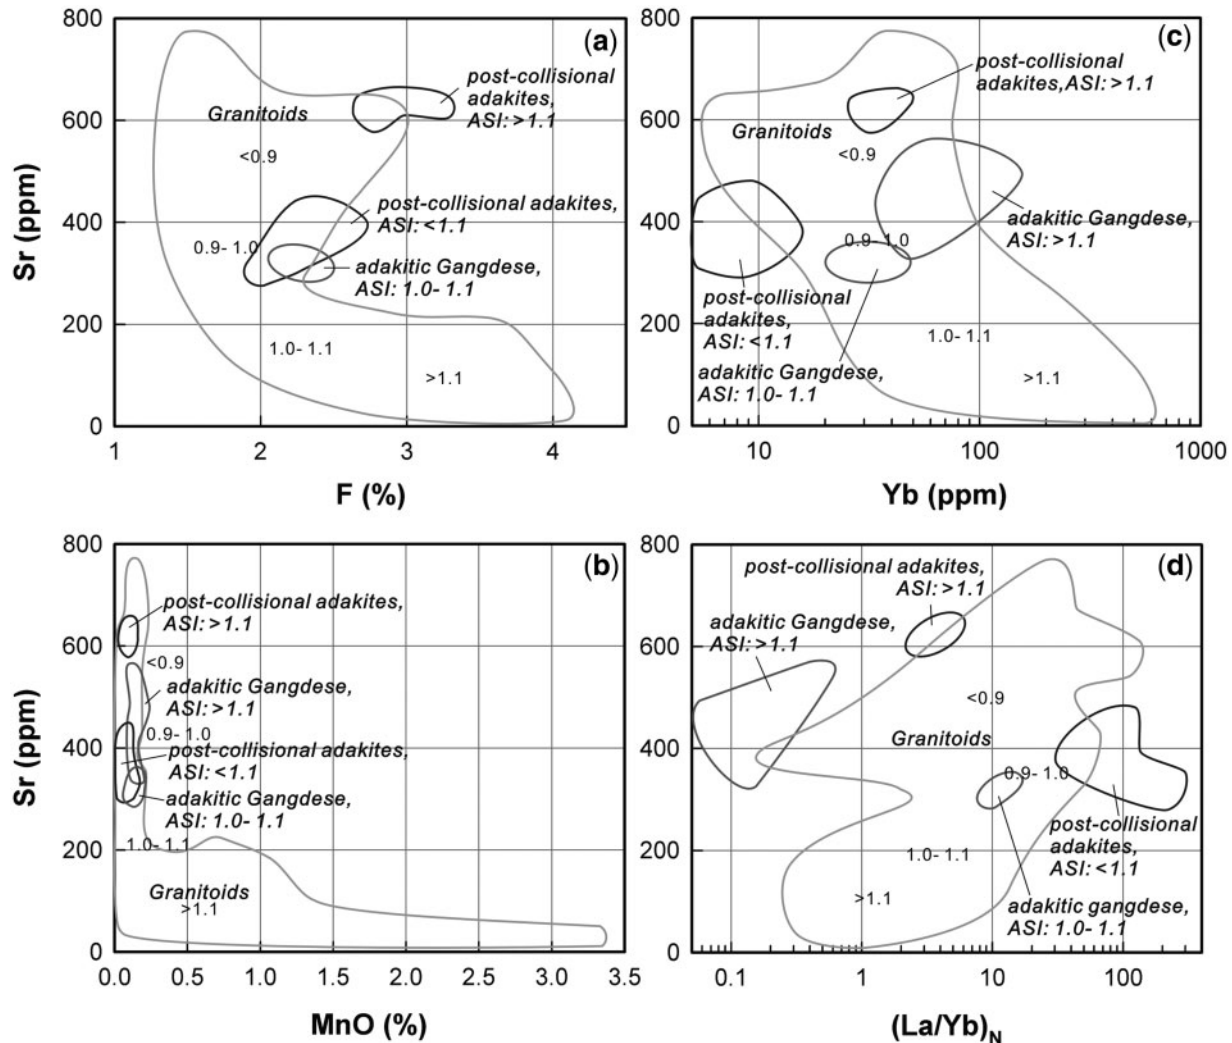 800
600
400
200
0
Sr (ppm)
(a)
post-collisional
adakites,
ASI: >1.1
Granitoids
<0.9
post-collisional adakites,
ASI: <1.1
0.9- 1.0
adakitic Gangdese,
ASI: 1.0- 1.1
1.0- 1.1
>1.1
1
2
3
4
F (%)
800
600
400
200
0
(c)
post-collisional
adakites,ASI: >1.1
Granitoids
<0.9
adakitic Gangdese,
ASI: >1.1
0.9- 1.0
post-collisional
adakites,
ASI: <1.1
1.0- 1.1
adakitic Gangdese,
ASI: 1.0- 1.1
>1.1
10
100
1000
Yb (ppm)
800
600
400
200
0
Sr (ppm)
(b)
post-collisional adakites,
ASI: >1.1
<0.9
adakitic Gangdese,
ASI: >1.1
0.9- 1.0
post-collisional adakites,
ASI: <1.1
adakitic Gangdese,
ASI: 1.0- 1.1
1.0- 1.1
Granitoids
>1.1
0.0
0.5
1.0
1.5
2.0
2.5
3.0
3.5
MnO (%)
800
600
400
200
0
(d)
post-collisional adakites,
ASI: >1.1
adakitic Gangdese,
ASI: >1.1
<0.9
Granitoids
0.9- 1.0
post-collisional
adakites,
ASI: <1.1
1.0- 1.1
>1.1
adakitic gangdese,
ASI: 1.0- 1.1
0.1
1
10
100
(La/Yb)N